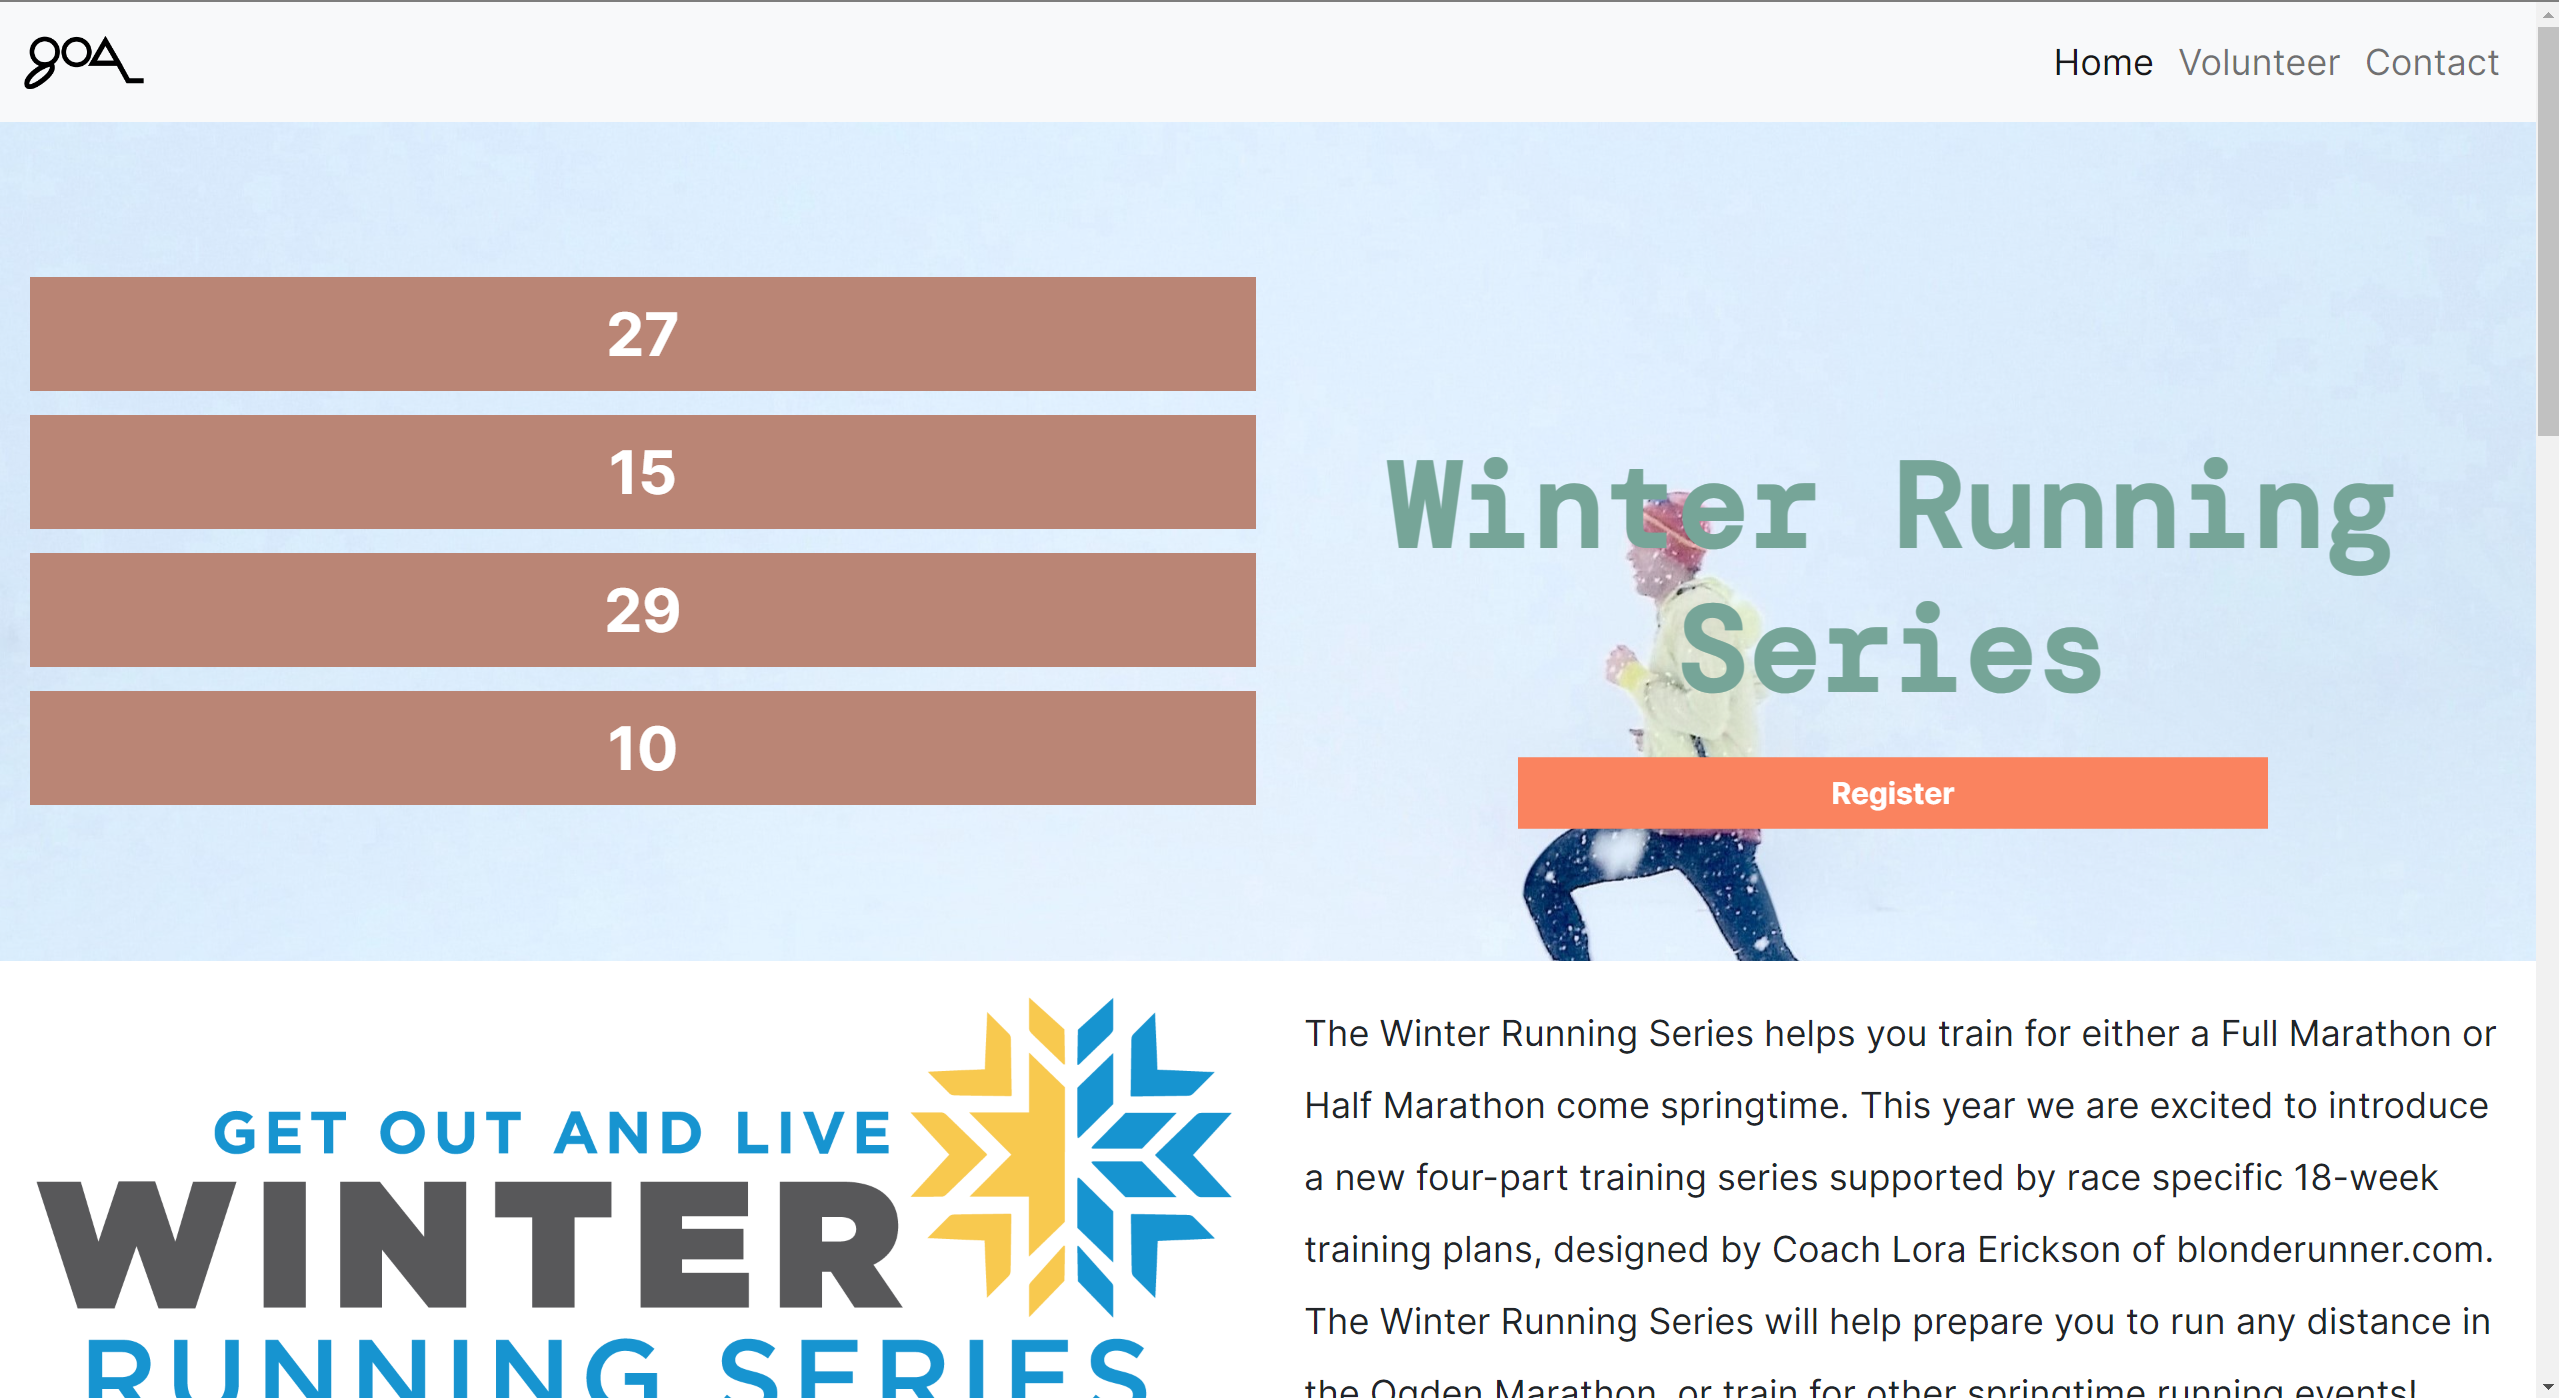 goa
Home Volunteer Contact
27
15
29
10
Winter Running
Series
Register
GET OUT AND LIVE
WINTER
RUNNING SERIES
The Winter Running Series helps you train for either a Full Marathon or
Half Marathon come springtime. This year we are excited to introduce
a new four-part training series supported by race specific 18-week
training plans, designed by Coach Lora Erickson of blonderunner.com.
The Winter Running Series will help prepare you to run any distance in
the Ogden Marathon, or train for other springtime running events!